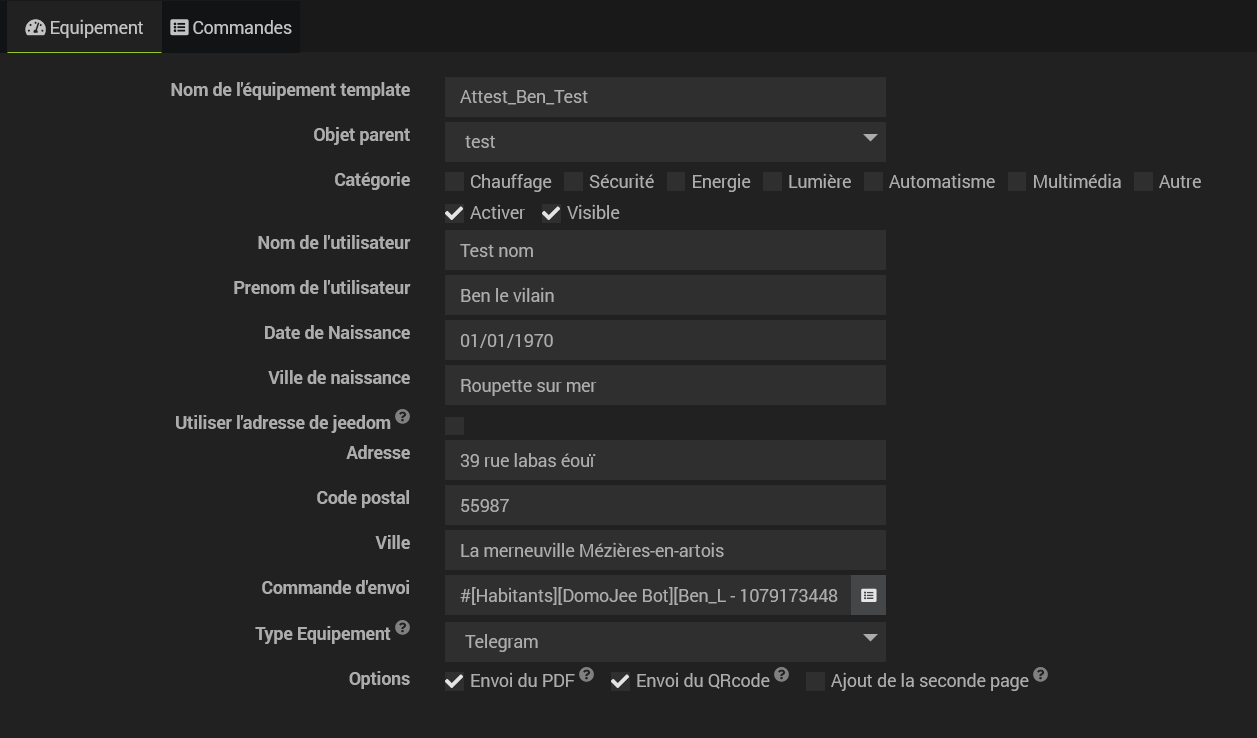 Equipement Commandes
Nom de l'équipement template Attest_Ben_Test
Objet parent test
Catégorie Chauffage Sécurité Energie Lumière Automatisme Multimédia Autre
Activer Visible
Nom de l'utilisateur Test nom
Prenom de l'utilisateur Ben le vilain
Date de Naissance 01/01/1970
Ville de naissance Roupette sur mer
Utiliser l'adresse de jeedom ?
Adresse 39 rue labas éouï
Code postal 55987
Ville La merneuville Mézières-en-artois
Commande d'envoi #[Habitants][DomoJee Bot][Ben_L - 1079173448
Type Equipement ? Telegram
Options Envoi du PDF ? Envoi du QRcode ? Ajout de la seconde page ?